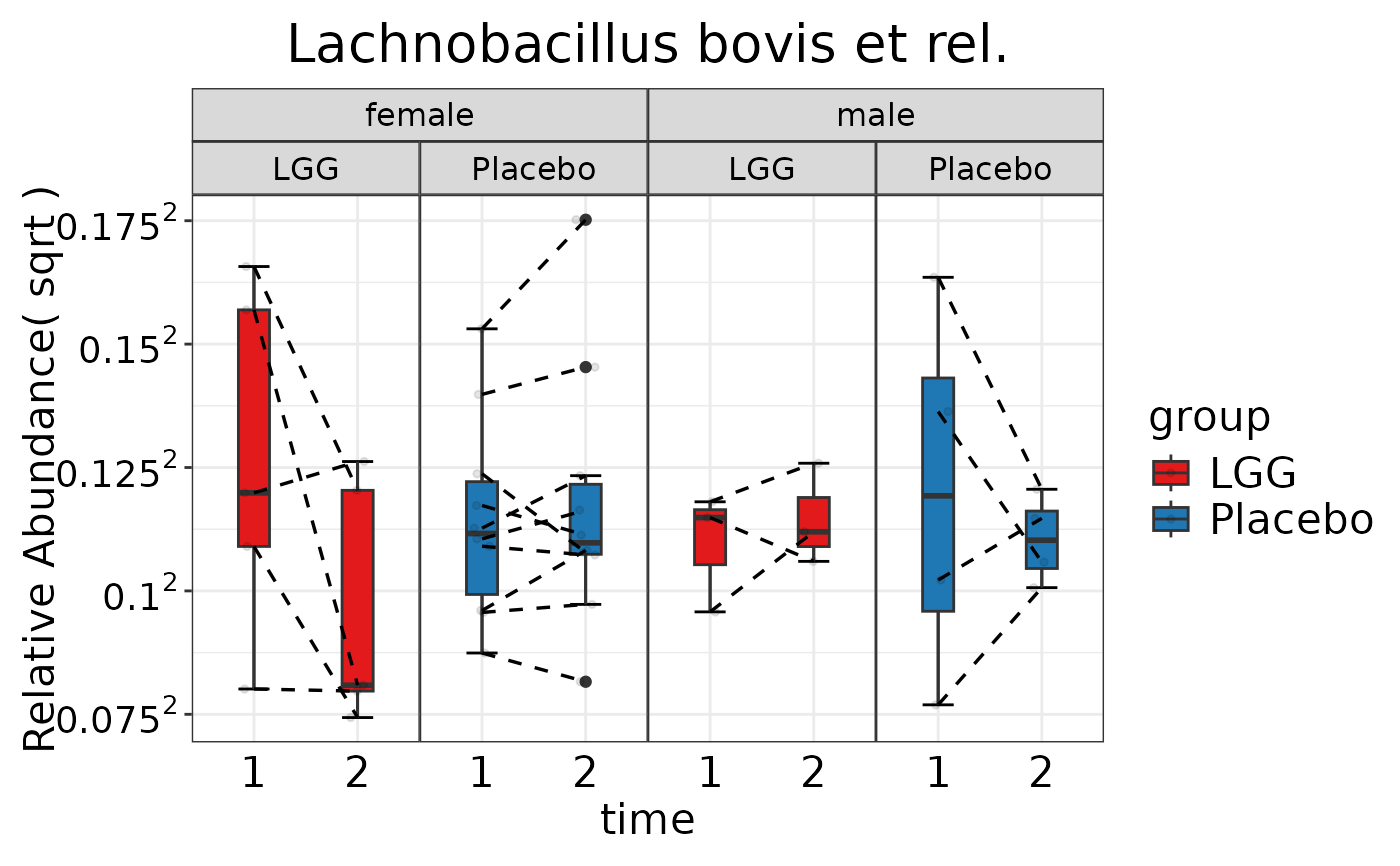 Lachnobacillus bovis et rel.
female male
LGG Placebo LGG Placebo
Relative Abundance( sqrt )
0.175²
0.15²
0.125²
0.1²
0.075²
1 2 1 2 1 2 1 2
time
group
LGG
Placebo